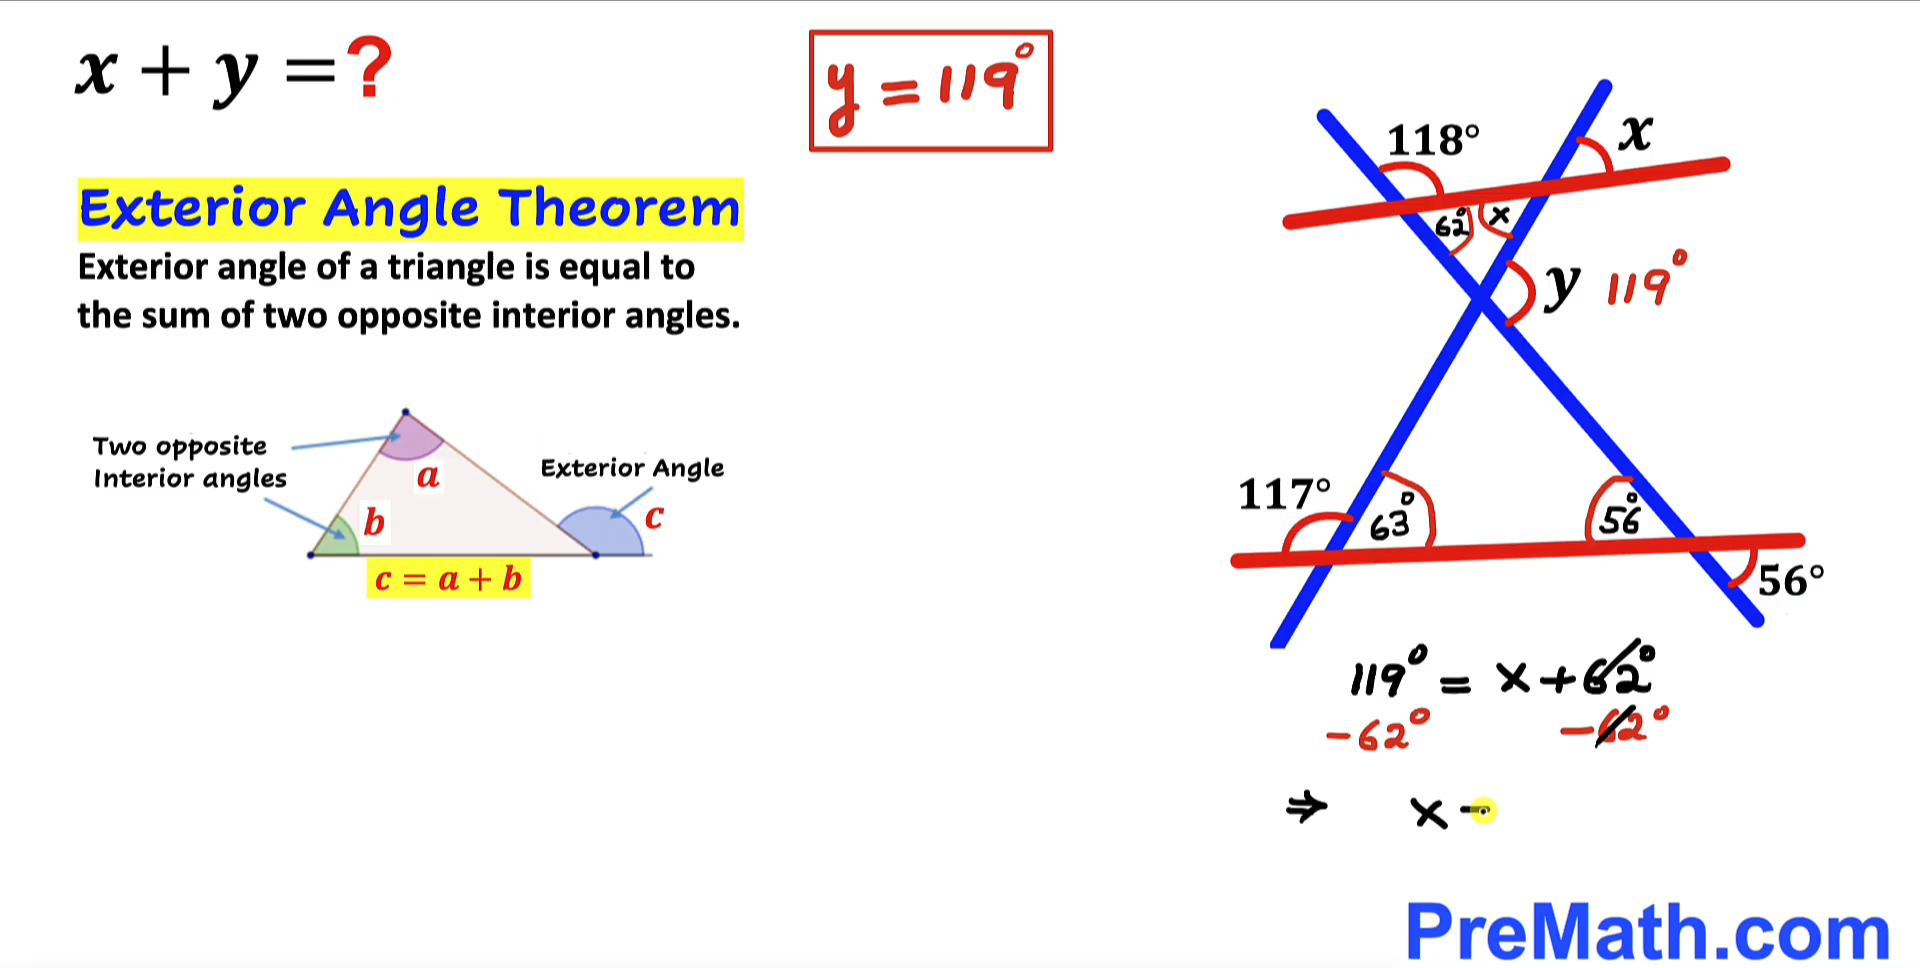 x + y = ?
y = 119°
Exterior Angle Theorem
Exterior angle of a triangle is equal to
the sum of two opposite interior angles.
Two opposite
Interior angles
a
b
Exterior Angle
c
c = a + b
118°
x
62°
x
y 119°
117°
63°
56°
56°
119° = x + 62°
-62° -62°
⇒ x =
PreMath.com